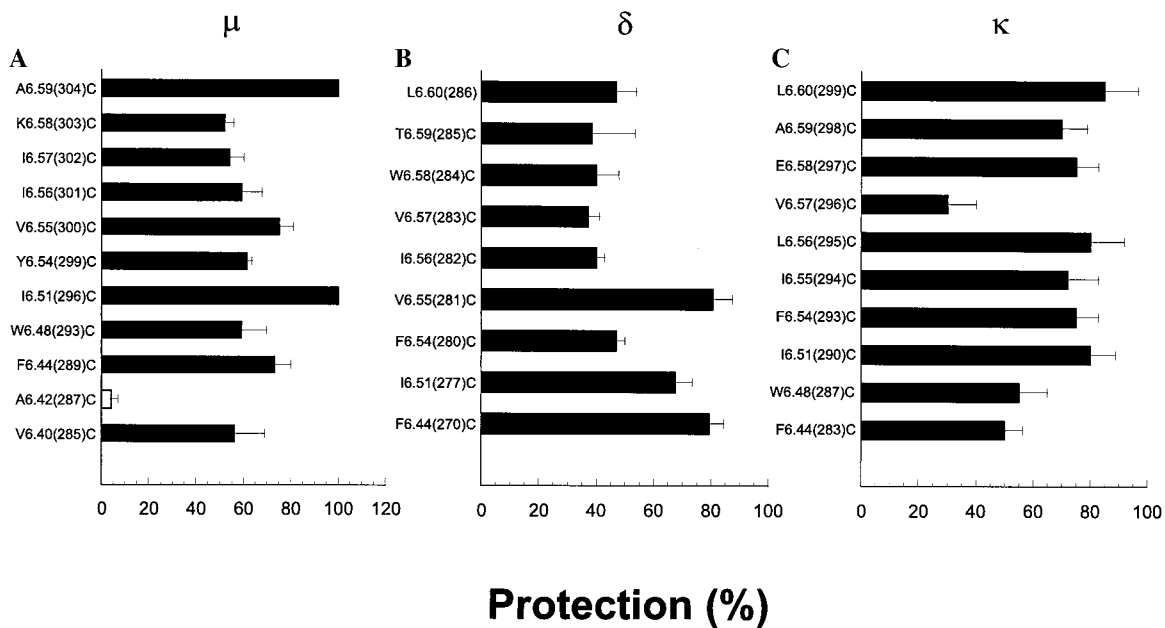 μ
δ
κ
A
A6.59(304)C
K6.58(303)C
I6.57(302)C
I6.56(301)C
V6.55(300)C
Y6.54(299)C
I6.51(296)C
W6.48(293)C
F6.44(289)C
A6.42(287)C
V6.40(285)C
0 20 40 60 80 100 120
B
L6.60(286)
T6.59(285)C
W6.58(284)C
V6.57(283)C
I6.56(282)C
V6.55(281)C
F6.54(280)C
I6.51(277)C
F6.44(270)C
0 20 40 60 80 100
C
L6.60(299)C
A6.59(298)C
E6.58(297)C
V6.57(296)C
L6.56(295)C
I6.55(294)C
F6.54(293)C
I6.51(290)C
W6.48(287)C
F6.44(283)C
0 20 40 60 80 100
Protection (%)